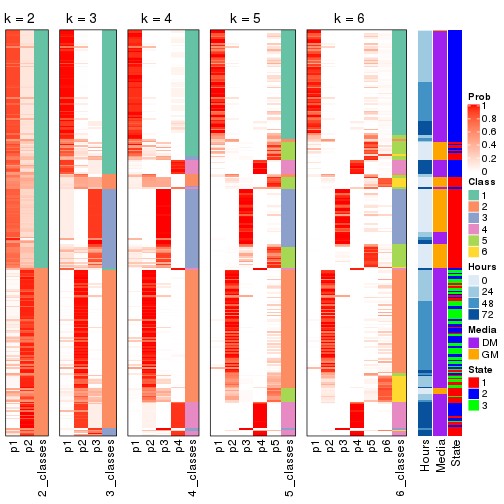 k = 2
k = 3
k = 4
k = 5
k = 6
p1
p2
2_classes
p1
p2
p3
3_classes
p1
p2
p3
p4
4_classes
p1
p2
p3
p4
p5
5_classes
p1
p2
p3
p4
p5
p6
6_classes
Hours
Media
State
Prob
1
0.8
0.6
0.4
0.2
0
Class
1
2
3
4
5
6
Hours
0
24
48
72
Media
DM
GM
State
1
2
3